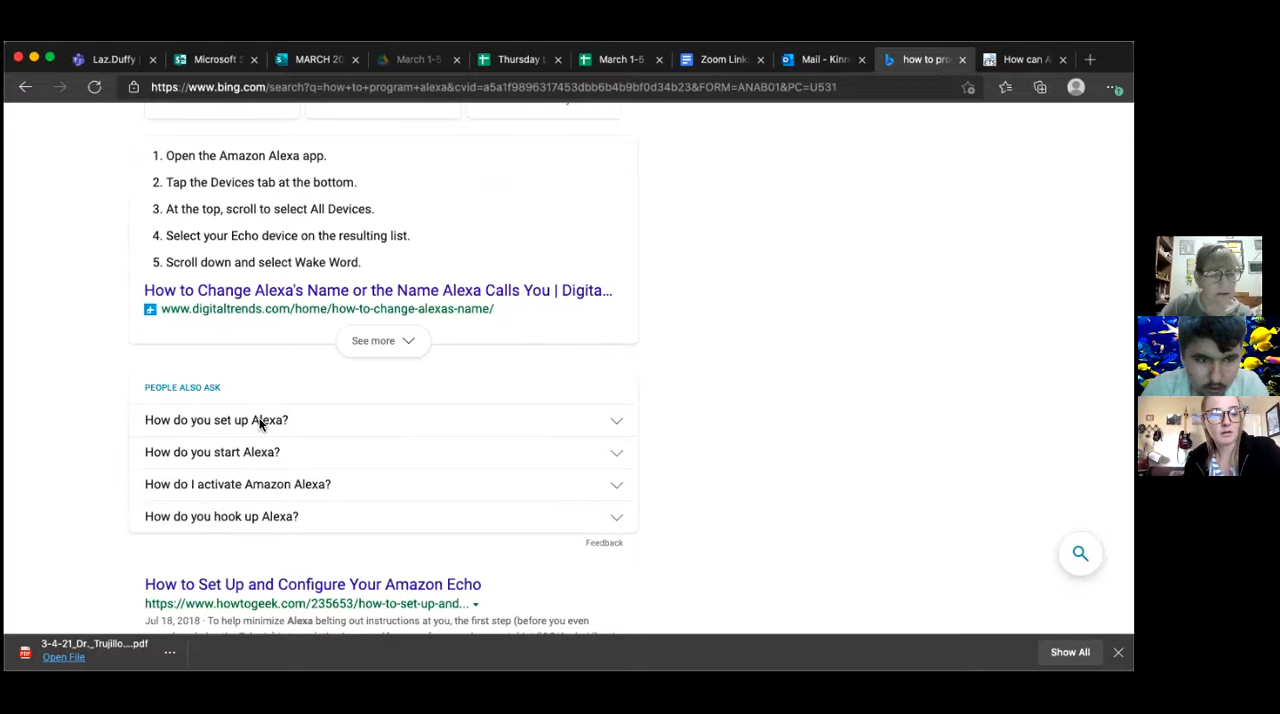 Laz.Duffy
Microsoft S
MARCH 20
March 1-5
Thursday L
March 1-5
Zoom Link
Mail - Kinn
how to pro
How can A
https://www.bing.com/search?q=how+to+program+alexa&cvid=a5a1f9896317453dbb6b4b9bf0d34b23&FORM=ANAB01&PC=U531
1. Open the Amazon Alexa app.
2. Tap the Devices tab at the bottom.
3. At the top, scroll to select All Devices.
4. Select your Echo device on the resulting list.
5. Scroll down and select Wake Word.
How to Change Alexa's Name or the Name Alexa Calls You | Digita...
www.digitaltrends.com/home/how-to-change-alexas-name/
See more
PEOPLE ALSO ASK
How do you set up Alexa?
How do you start Alexa?
How do I activate Amazon Alexa?
How do you hook up Alexa?
Feedback
How to Set Up and Configure Your Amazon Echo
https://www.howtogeek.com/235653/how-to-set-up-and...
Jul 18, 2018 · To help minimize Alexa belting out instructions at you, the first step (before you even
3-4-21_Dr._Trujillo....pdf
Open File
Show All